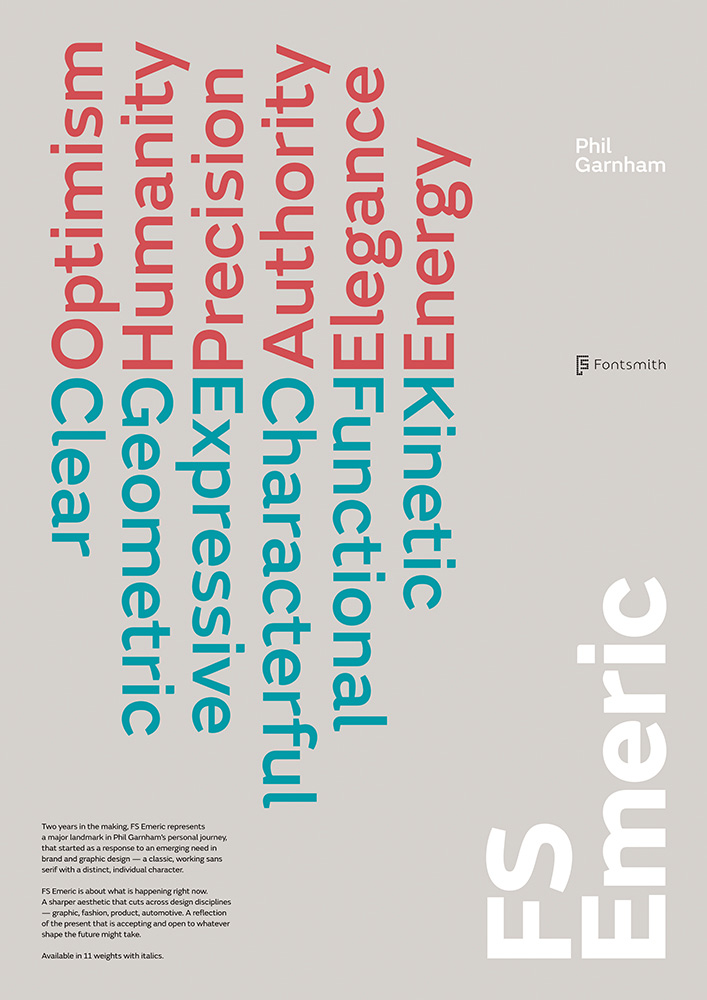 Optimism
Humanity
Precision
Authority
Elegance
Energy
Clear
Geometric
Expressive
Characterful
Functional
Kinetic
Phil
Garnham
FS Fontsmith
FS
Emeric
Two years in the making, FS Emeric represents
a major landmark in Phil Garnham's personal journey,
that started as a response to an emerging need in
brand and graphic design — a classic, working sans
serif with a distinct, individual character.
FS Emeric is about what is happening right now.
A sharper aesthetic that cuts across design disciplines
— graphic, fashion, product, automotive. A reflection
of the present that is accepting and open to whatever
shape the future might take.
Available in 11 weights with italics.